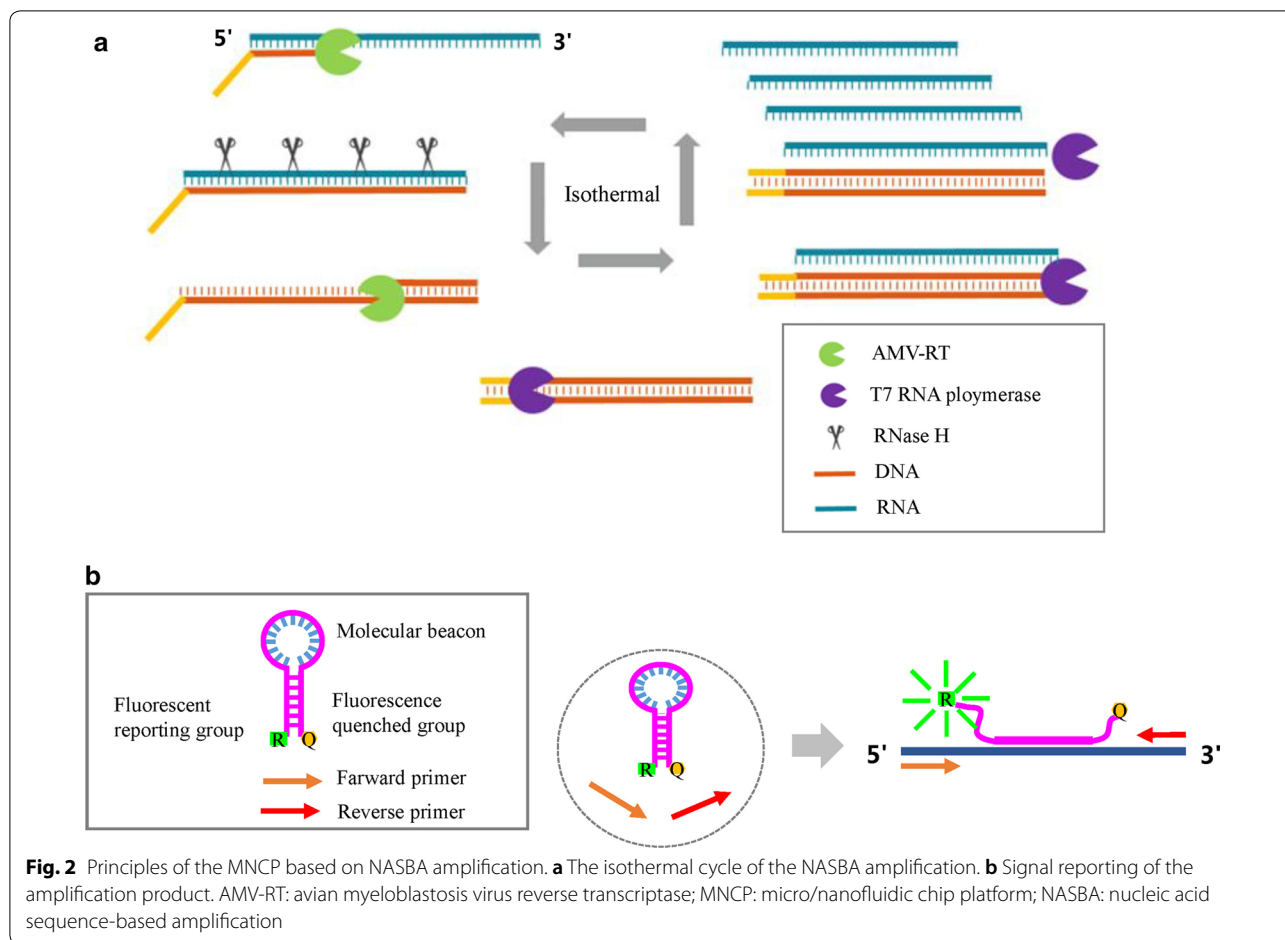 a
5'
3'
Isothermal
AMV-RT
T7 RNA ploymerase
RNase H
DNA
RNA
b
Molecular beacon
Fluorescent
reporting group
Fluorescence
quenched group
R Q
Farward primer
Reverse primer
R Q
R
Q
5'
3'
Fig. 2 Principles of the MNCP based on NASBA amplification. a The isothermal cycle of the NASBA amplification. b Signal reporting of the
amplification product. AMV-RT: avian myeloblastosis virus reverse transcriptase; MNCP: micro/nanofluidic chip platform; NASBA: nucleic acid
sequence-based amplification